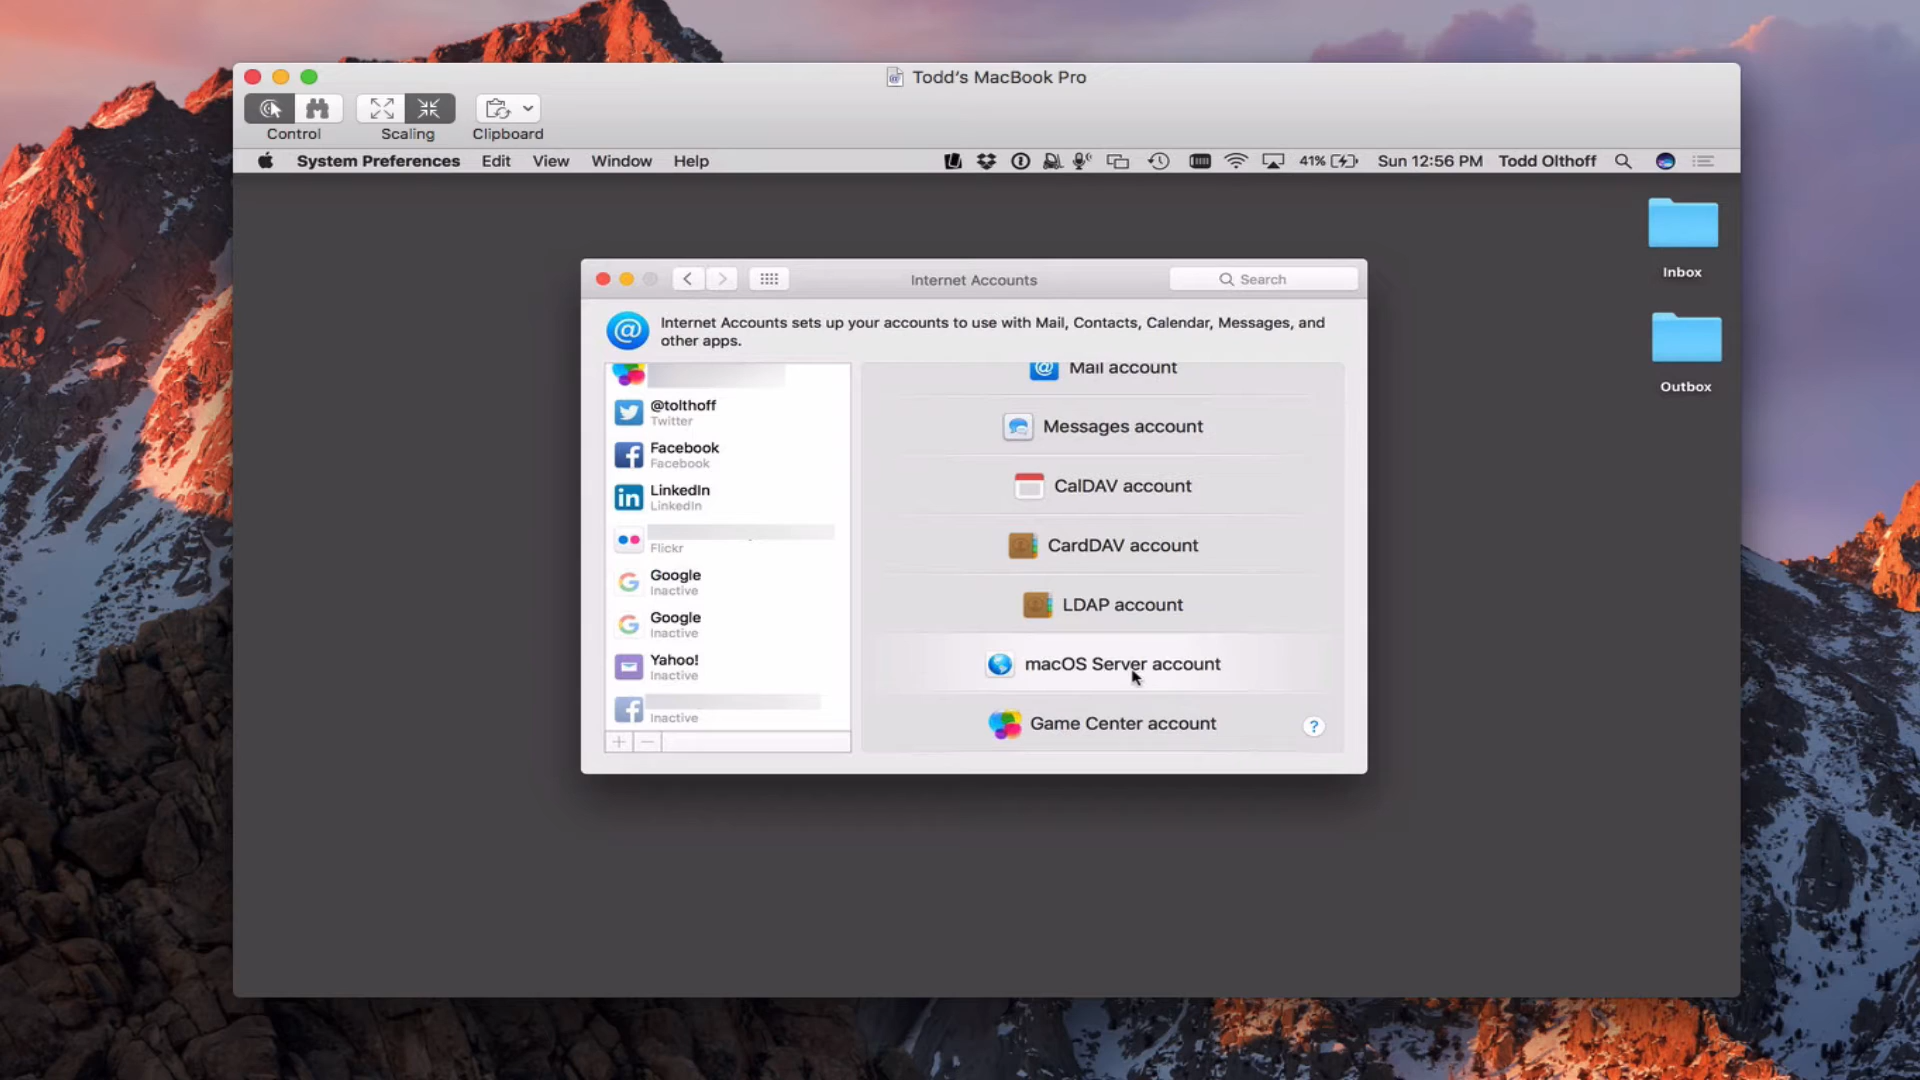 Todd's MacBook Pro
Control
Scaling
Clipboard
System Preferences Edit View Window Help 41% Sun 12:56 PM Todd Olthoff
Inbox
Outbox
Internet Accounts
Search
Internet Accounts sets up your accounts to use with Mail, Contacts, Calendar, Messages, and
other apps.
@tolthoff
Twitter
Facebook
Facebook
LinkedIn
LinkedIn
Flickr
Google
Inactive
Google
Inactive
Yahoo!
Inactive
Inactive
Mail account
Messages account
CalDAV account
CardDAV account
LDAP account
macOS Server account
Game Center account
?